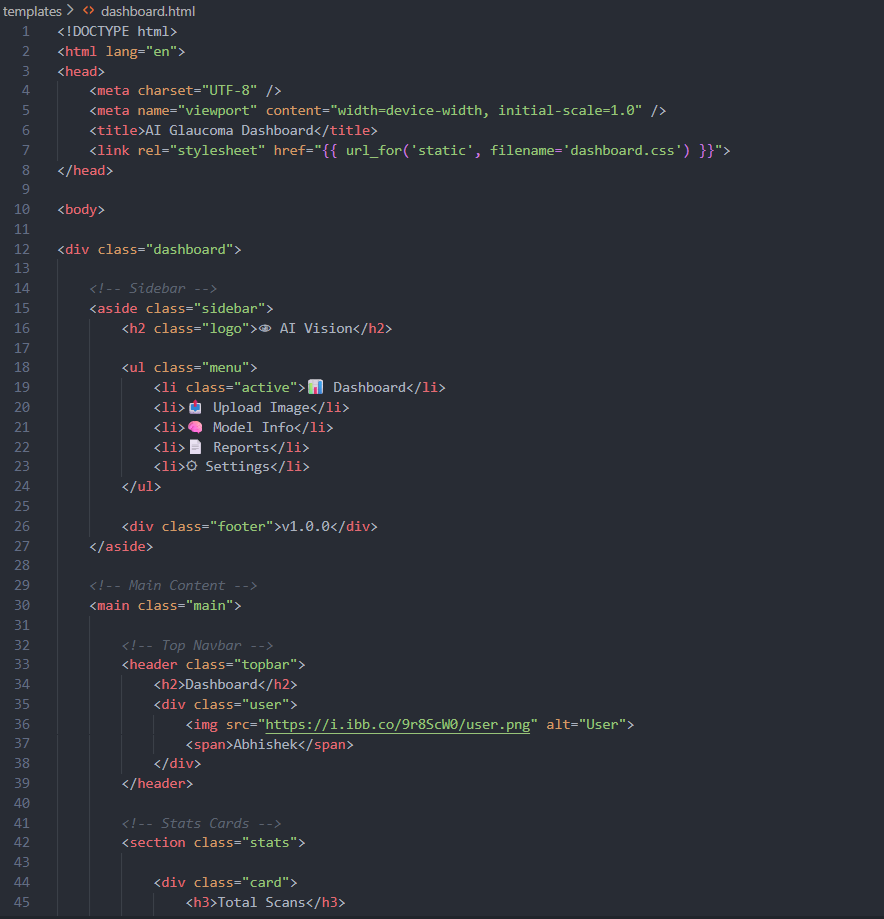 templates > <> dashboard.html
1 <!DOCTYPE html>
2 <html lang="en">
3 <head>
4     <meta charset="UTF-8" />
5     <meta name="viewport" content="width=device-width, initial-scale=1.0" />
6     <title>AI Glaucoma Dashboard</title>
7     <link rel="stylesheet" href="{{ url_for('static', filename='dashboard.css') }}">
8 </head>
9
10 <body>
11
12 <div class="dashboard">
13
14     <!-- Sidebar -->
15     <aside class="sidebar">
16         <h2 class="logo">👁 AI Vision</h2>
17
18         <ul class="menu">
19             <li class="active">📊 Dashboard</li>
20             <li>📤 Upload Image</li>
21             <li>🧠 Model Info</li>
22             <li>📄 Reports</li>
23             <li>⚙ Settings</li>
24         </ul>
25
26         <div class="footer">v1.0.0</div>
27     </aside>
28
29     <!-- Main Content -->
30     <main class="main">
31
32         <!-- Top Navbar -->
33         <header class="topbar">
34             <h2>Dashboard</h2>
35             <div class="user">
36                 <img src="https://i.ibb.co/9r8ScW0/user.png" alt="User">
37                 <span>Abhishek</span>
38             </div>
39         </header>
40
41         <!-- Stats Cards -->
42         <section class="stats">
43
44             <div class="card">
45                 <h3>Total Scans</h3>